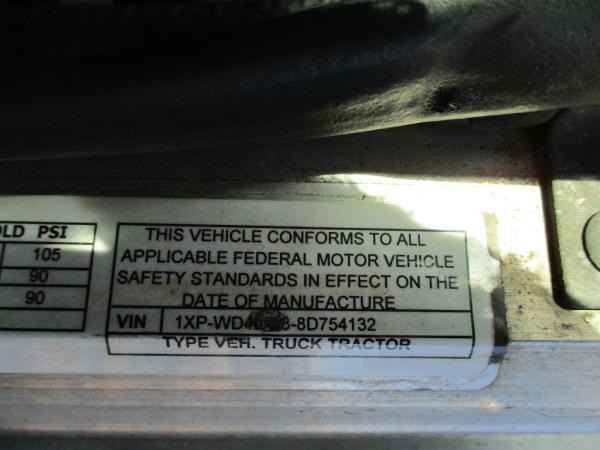 OLD PSI
105
90
90
THIS VEHICLE CONFORMS TO ALL
APPLICABLE FEDERAL MOTOR VEHICLE
SAFETY STANDARDS IN EFFECT ON THE
DATE OF MANUFACTURE
VIN
TYPE VEH. TRUCK TRACTOR